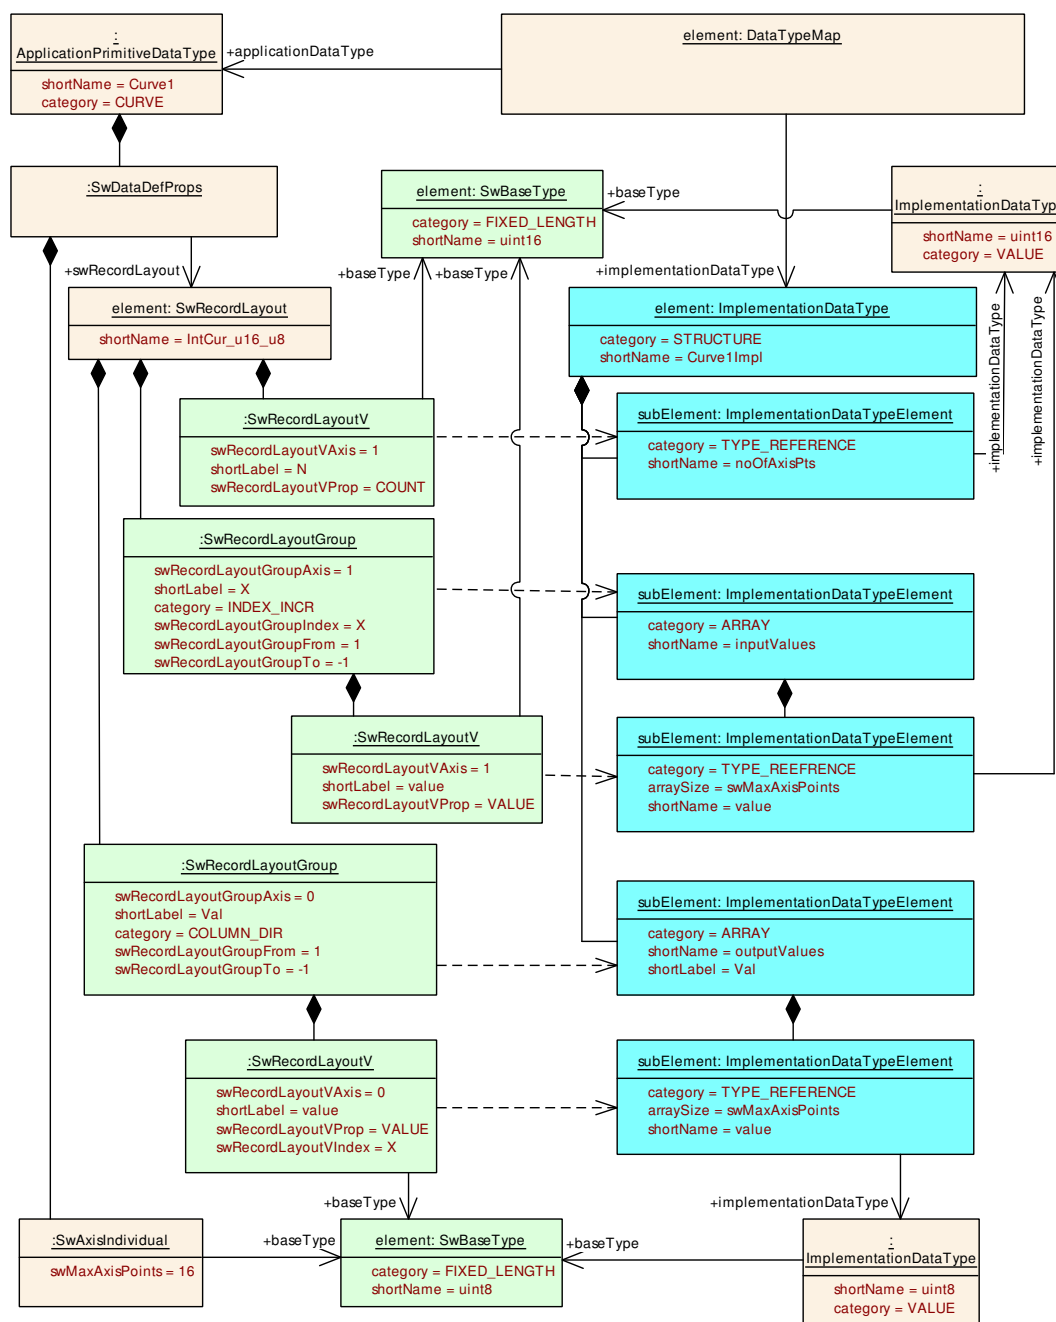 :
ApplicationPrimitiveDataType
shortName = Curve1
category = CURVE
+applicationDataType
element: DataTypeMap
:SwDataDefProps
element: SwBaseType
category = FIXED_LENGTH
shortName = uint16
+baseType
:
ImplementationDataTyp
shortName = uint16
category = VALUE
+swRecordLayout
+baseType
+baseType
+implementationDataType
element: SwRecordLayout
shortName = IntCur_u16_u8
element: ImplementationDataType
category = STRUCTURE
shortName = Curve1Impl
+implementationDataType
+implementationDataType
:SwRecordLayoutV
swRecordLayoutVAxis = 1
shortLabel = N
swRecordLayoutVProp = COUNT
subElement: ImplementationDataTypeElement
category = TYPE_REFERENCE
shortName = noOfAxisPts
:SwRecordLayoutGroup
swRecordLayoutGroupAxis = 1
shortLabel = X
category = INDEX_INCR
swRecordLayoutGroupIndex = X
swRecordLayoutGroupFrom = 1
swRecordLayoutGroupTo = -1
subElement: ImplementationDataTypeElement
category = ARRAY
shortName = inputValues
:SwRecordLayoutV
swRecordLayoutVAxis = 1
shortLabel = value
swRecordLayoutVProp = VALUE
subElement: ImplementationDataTypeElement
category = TYPE_REEFRENCE
arraySize = swMaxAxisPoints
shortName = value
:SwRecordLayoutGroup
swRecordLayoutGroupAxis = 0
shortLabel = Val
category = COLUMN_DIR
swRecordLayoutGroupFrom = 1
swRecordLayoutGroupTo = -1
subElement: ImplementationDataTypeElement
category = ARRAY
shortName = outputValues
shortLabel = Val
:SwRecordLayoutV
swRecordLayoutVAxis = 0
shortLabel = value
swRecordLayoutVProp = VALUE
swRecordLayoutVIndex = X
subElement: ImplementationDataTypeElement
category = TYPE_REFERENCE
arraySize = swMaxAxisPoints
shortName = value
+baseType
+implementationDataType
:SwAxisIndividual
swMaxAxisPoints = 16
+baseType
element: SwBaseType
category = FIXED_LENGTH
shortName = uint8
+baseType
:
ImplementationDataType
shortName = uint8
category = VALUE